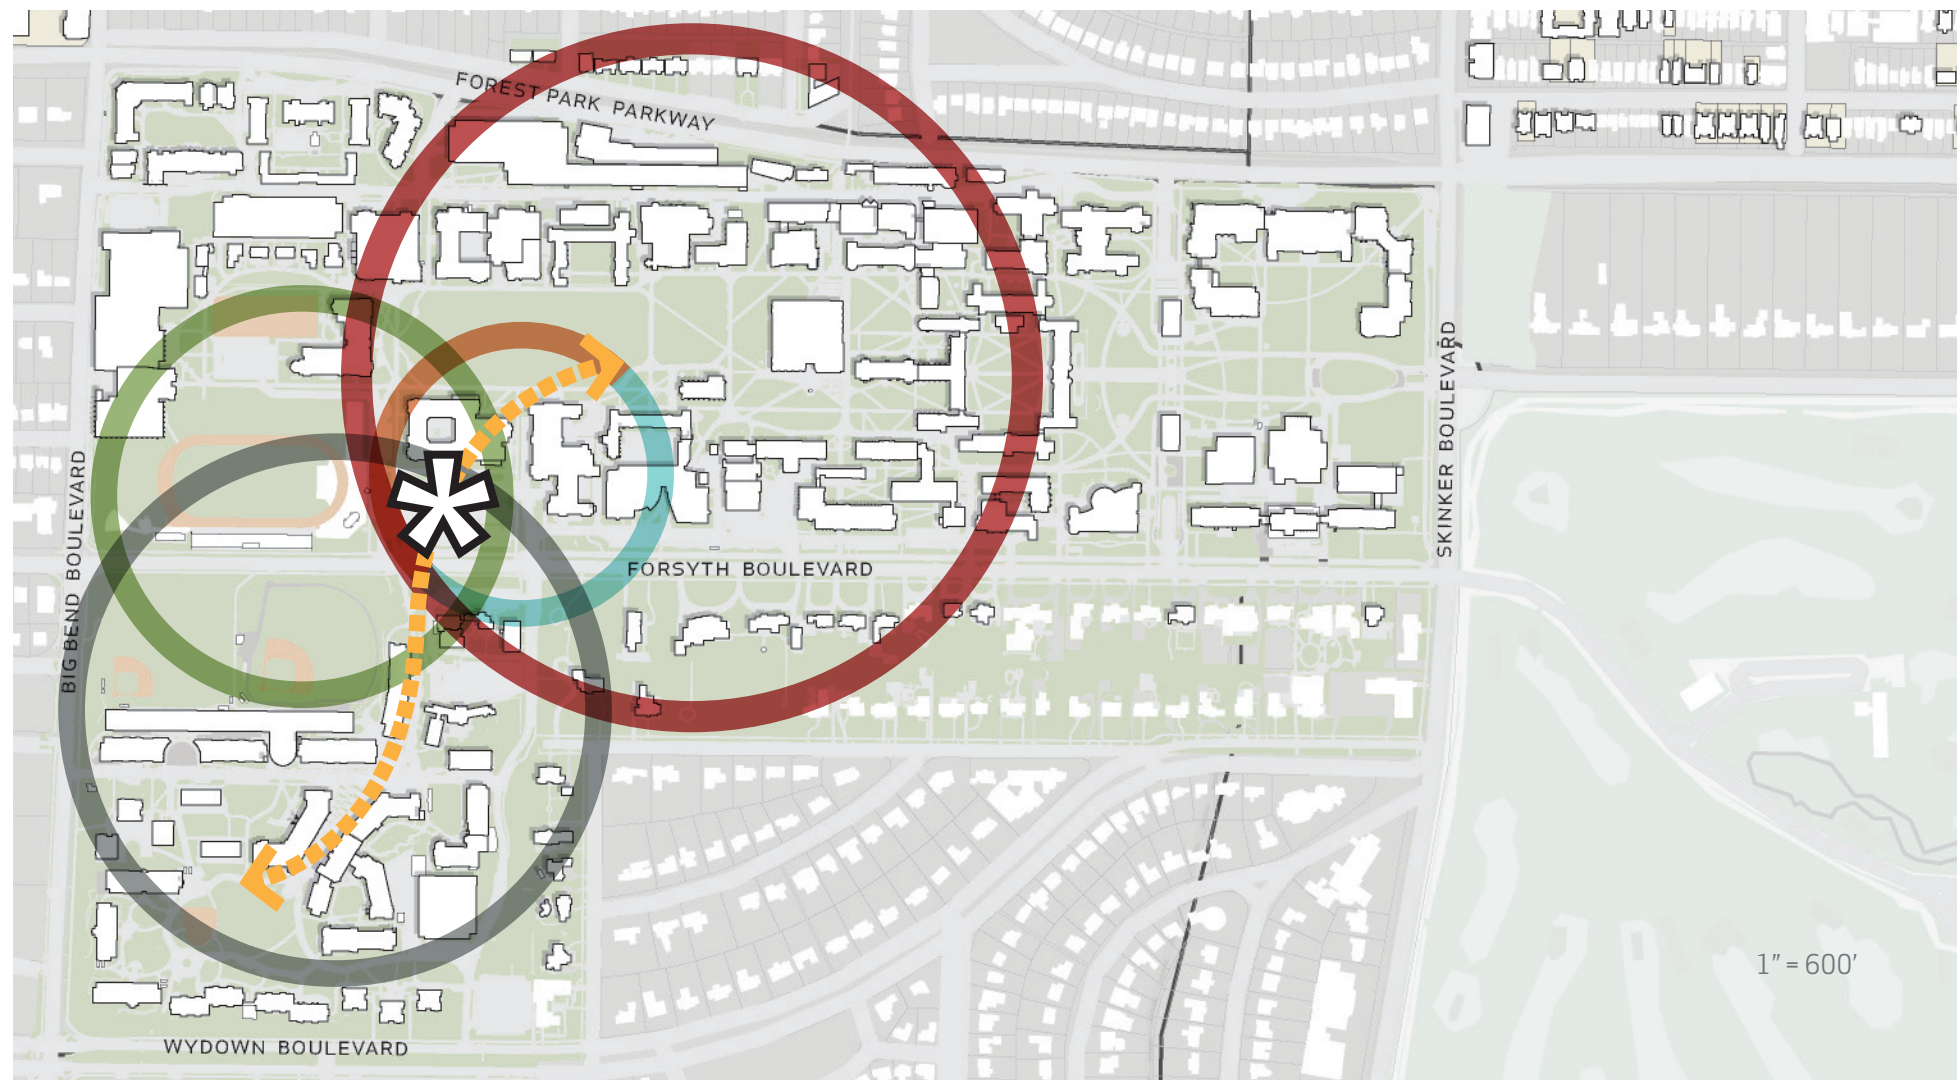 FOREST PARK PARKWAY
SKINKER BOULEVARD
BIG BEND BOULEVARD
FORSYTH BOULEVARD
1” = 600’
WYDOWN BOULEVARD